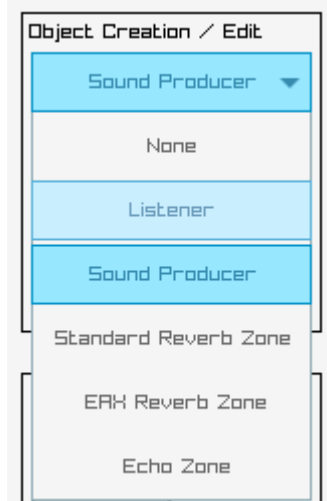 Object Creation / Edit
Sound Producer
None
Listener
Sound Producer
Standard Reverb Zone
EAX Reverb Zone
Echo Zone